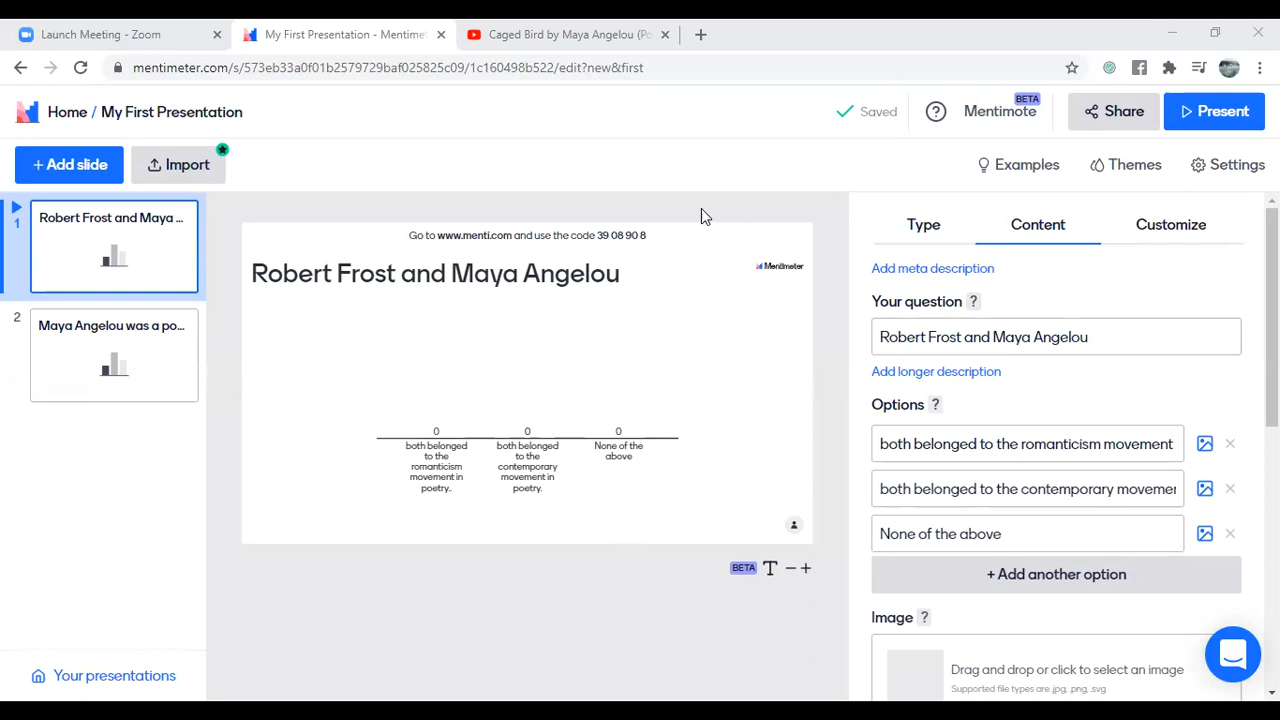 Launch Meeting - Zoom
My First Presentation - Mentime
Caged Bird by Maya Angelou (Po
mentimeter.com/s/573eb33a0f01b2579729baf025825c09/1c160498b522/edit?new&first
Home / My First Presentation
Saved
?
Mentimote
BETA
Share
Present
+ Add slide
Import
Examples
Themes
Settings
1
Robert Frost and Maya ...
2
Maya Angelou was a po...
Your presentations
Go to www.menti.com and use the code 39 08 90 8
Robert Frost and Maya Angelou
Mentimeter
0
both belonged
to the
romanticism
movement in
poetry..
0
both belonged
to the
contemporary
movement in
poetry.
0
None of the
above
BETA
T
Type
Content
Customize
Add meta description
Your question ?
Robert Frost and Maya Angelou
Add longer description
Options ?
both belonged to the romanticism movement
both belonged to the contemporary movemer
None of the above
+ Add another option
Image ?
Drag and drop or click to select an image
Supported file types are .jpg, .png, .svg